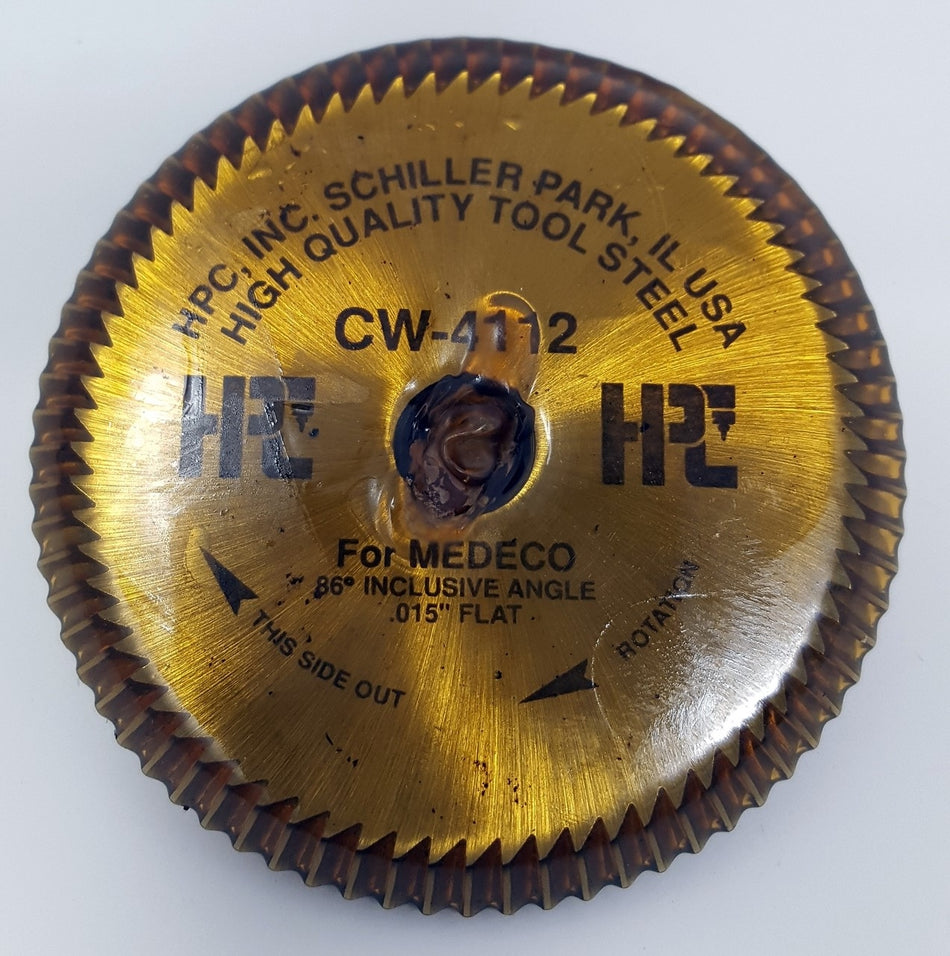 HPC, INC. SCHILLER PARK, IL USA
HIGH QUALITY TOOL STEEL
CW-4112
HPC HPC
For MEDECO
86° INCLUSIVE ANGLE
.015" FLAT
THIS SIDE OUT
ROTATION